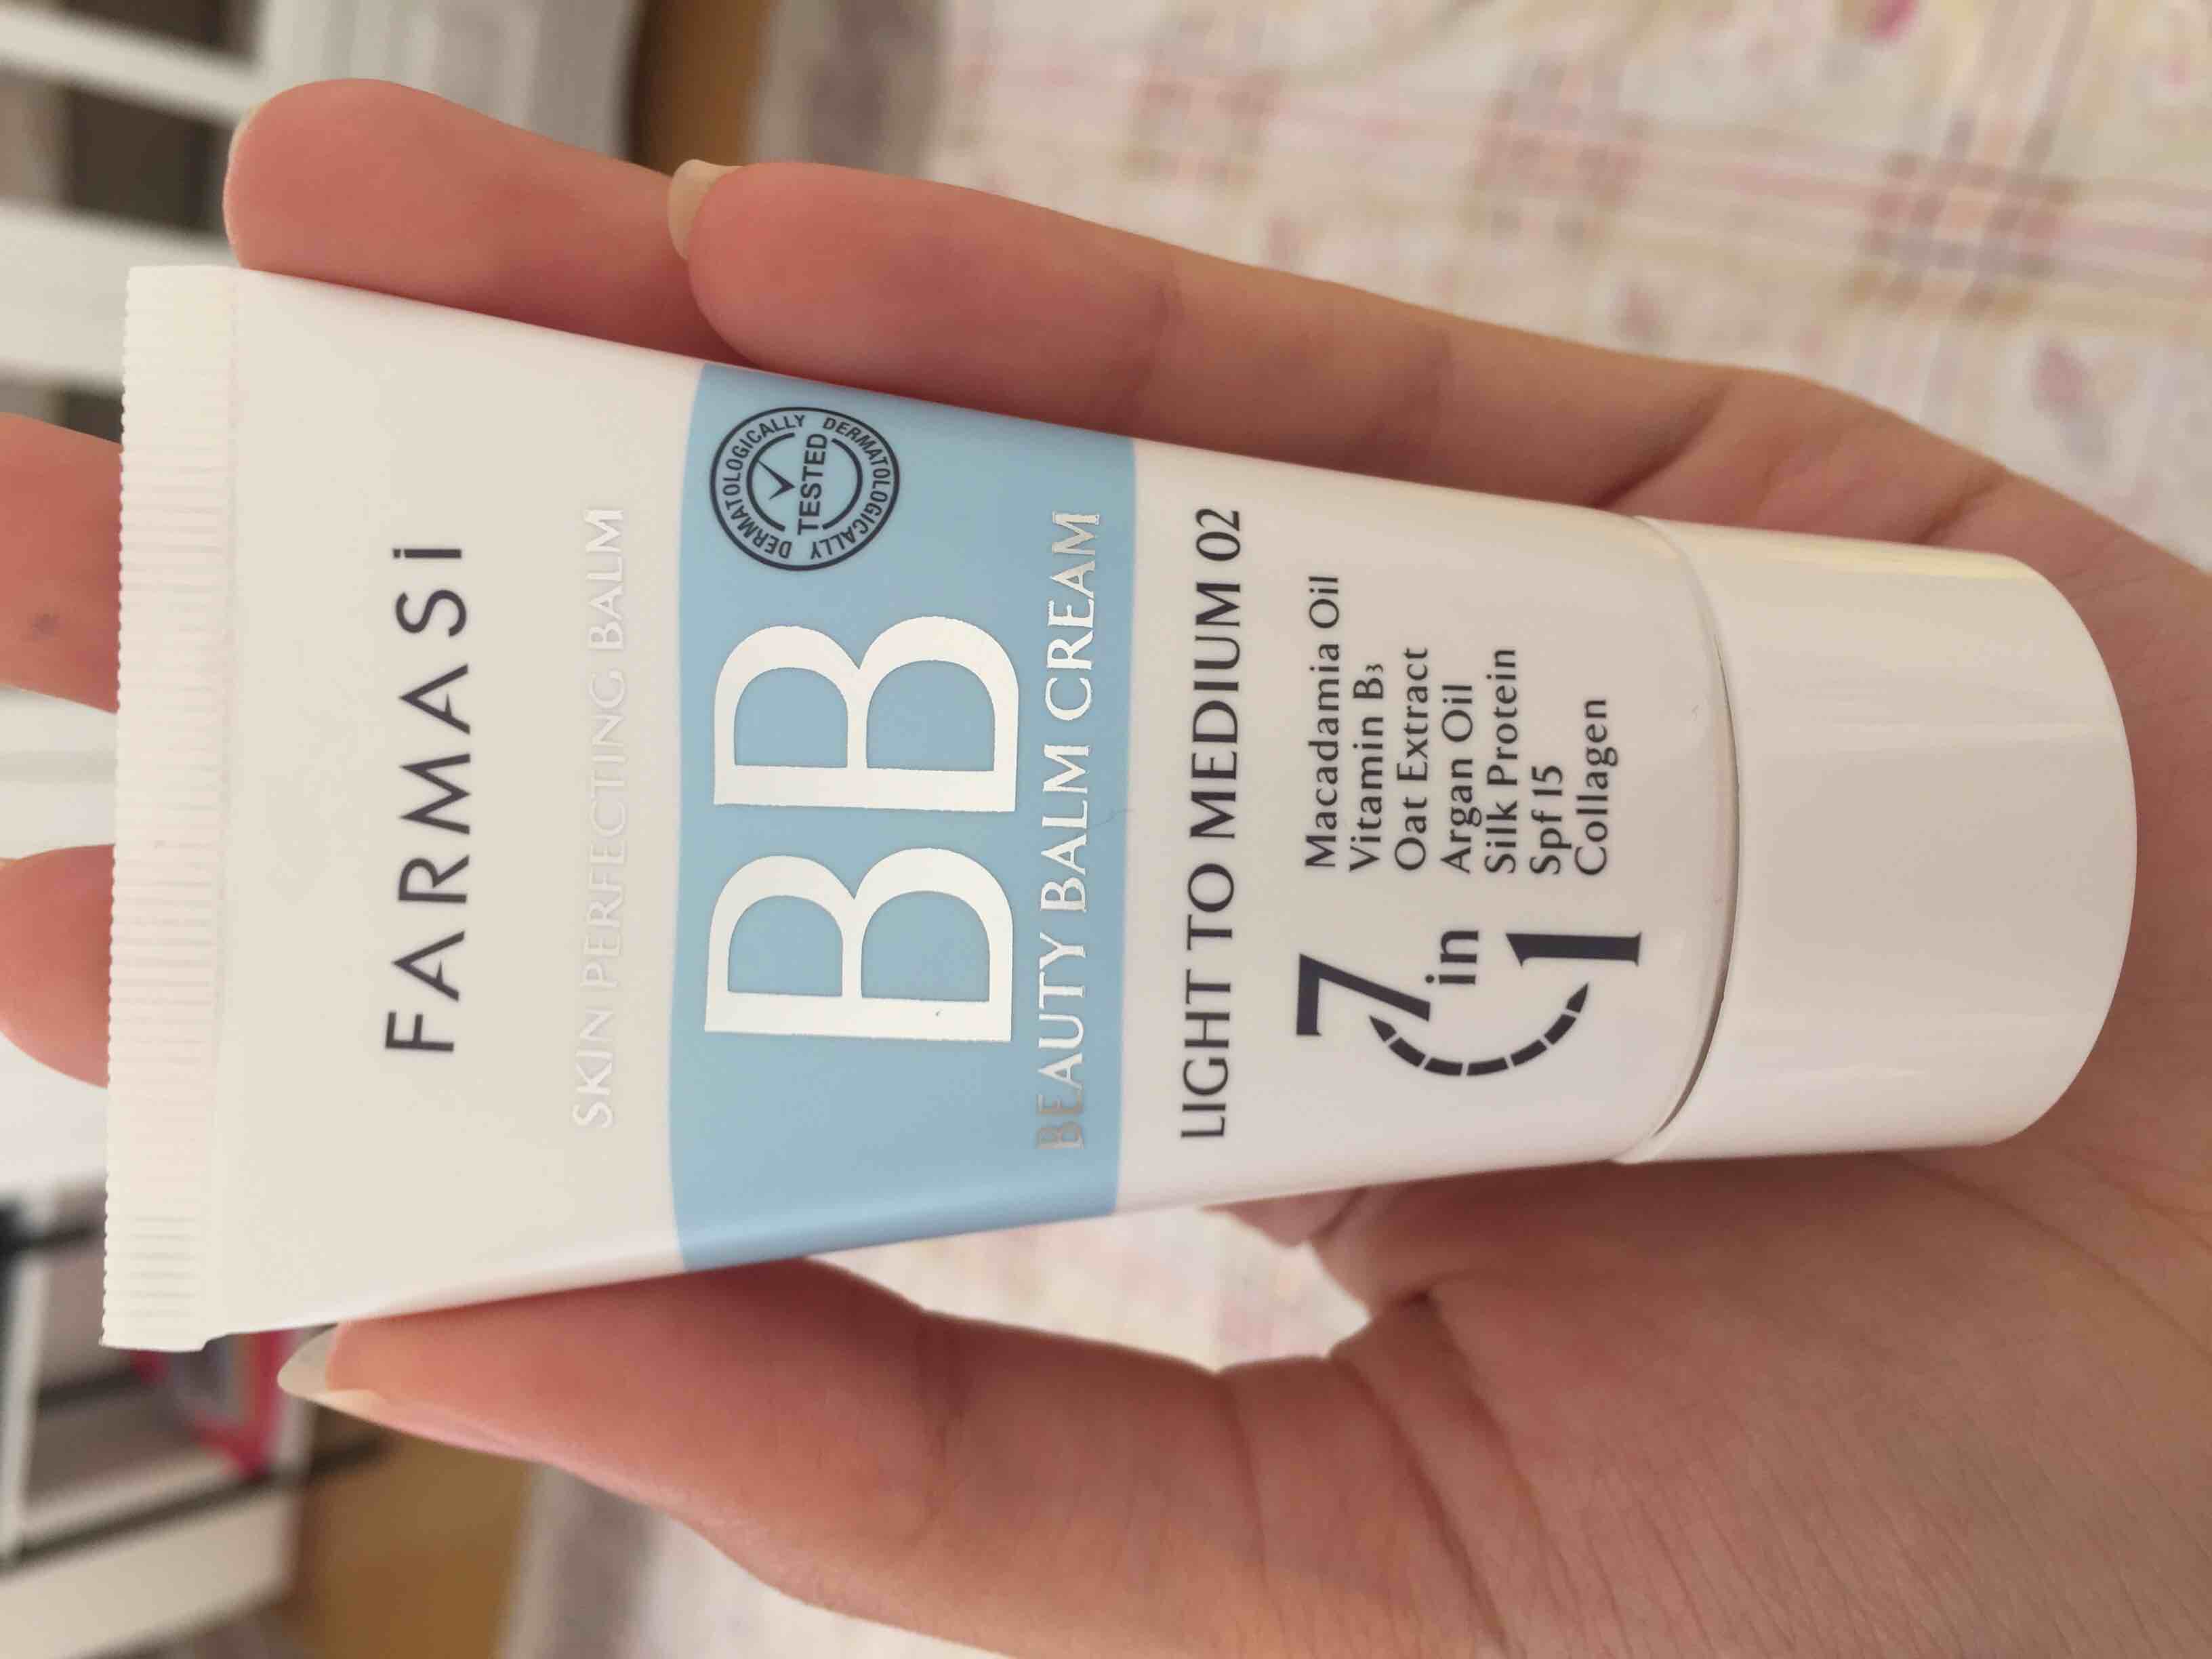 FARMASİ
SKIN PERFECTING BALM
DERMATOLOGICALLY DERMATOLOGICALLY
TESTED
BB
BEAUTY BALM CREAM
LIGHT TO MEDIUM 02
7 in 1
Macadamia Oil
Vitamin B₃
Oat Extract
Argan Oil
Silk Protein
Spf 15
Collagen